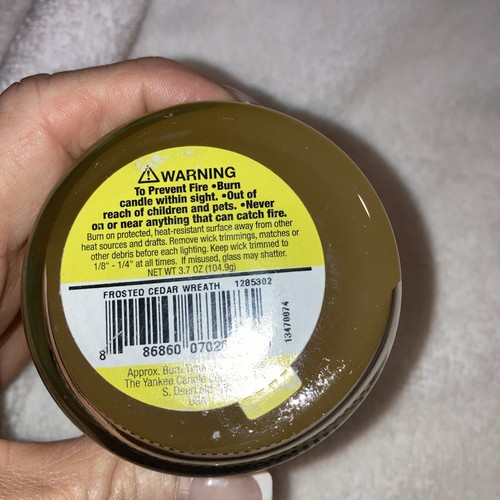 ⚠WARNING
To Prevent Fire •Burn
candle within sight. •Out of
reach of children and pets. •Never
on or near anything that can catch fire.
Burn on protected, heat-resistant surface away from other
heat sources and drafts. Remove wick trimmings, matches or
other debris before each lighting. Keep wick trimmed to
1/8" - 1/4" at all times. If misused, glass may shatter.
NET WT 3.7 OZ (104.9g)
FROSTED CEDAR WREATH 1285302
13470074
8 86860
Approx. Burn
The Yankee Candle
S. Deerfield,
USA